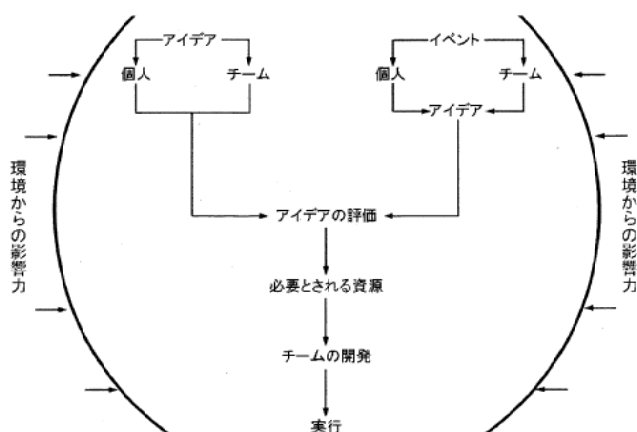 アイデア
イベント
個人
チーム
個人
チーム
アイデア
環境からの影響力
環境からの影響力
アイデアの評価
必要とされる資源
チームの開発
実行